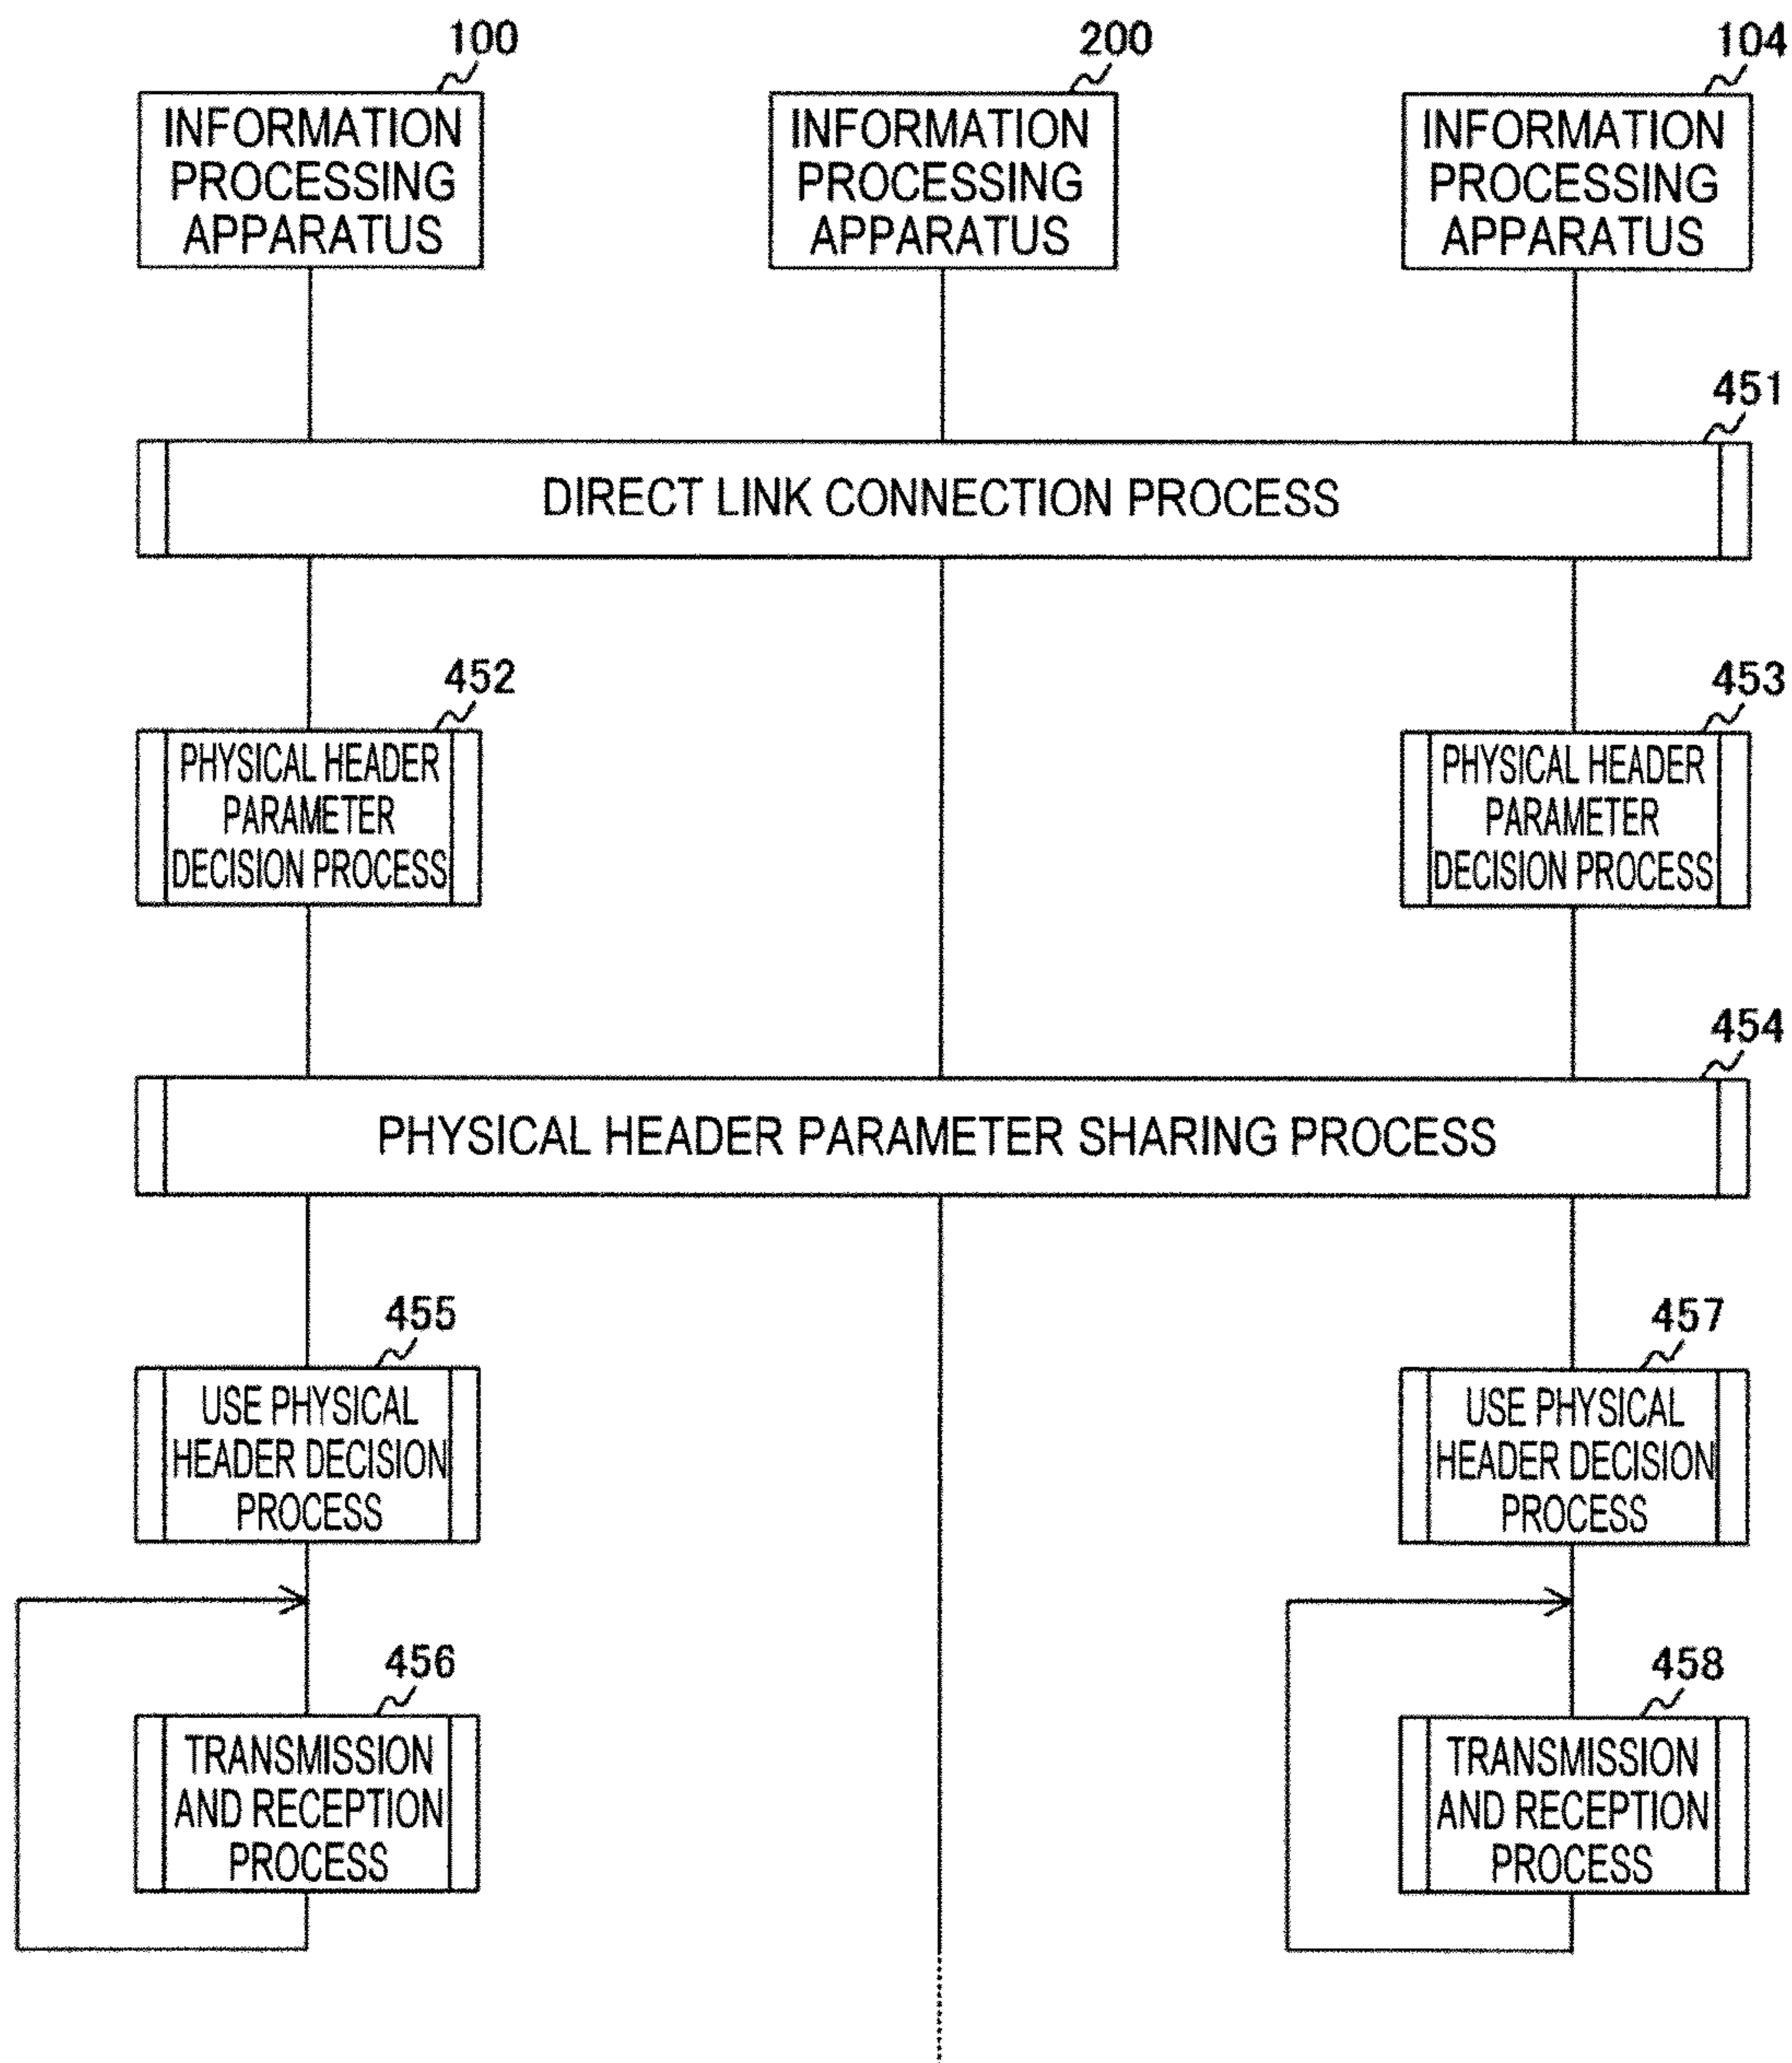 100
200
104
INFORMATION
PROCESSING
APPARATUS
INFORMATION
PROCESSING
APPARATUS
INFORMATION
PROCESSING
APPARATUS
451
DIRECT LINK CONNECTION PROCESS
452
453
PHYSICAL HEADER
PARAMETER
DECISION PROCESS
PHYSICAL HEADER
PARAMETER
DECISION PROCESS
454
PHYSICAL HEADER PARAMETER SHARING PROCESS
455
457
USE PHYSICAL
HEADER DECISION
PROCESS
USE PHYSICAL
HEADER DECISION
PROCESS
456
458
TRANSMISSION
AND RECEPTION
PROCESS
TRANSMISSION
AND RECEPTION
PROCESS